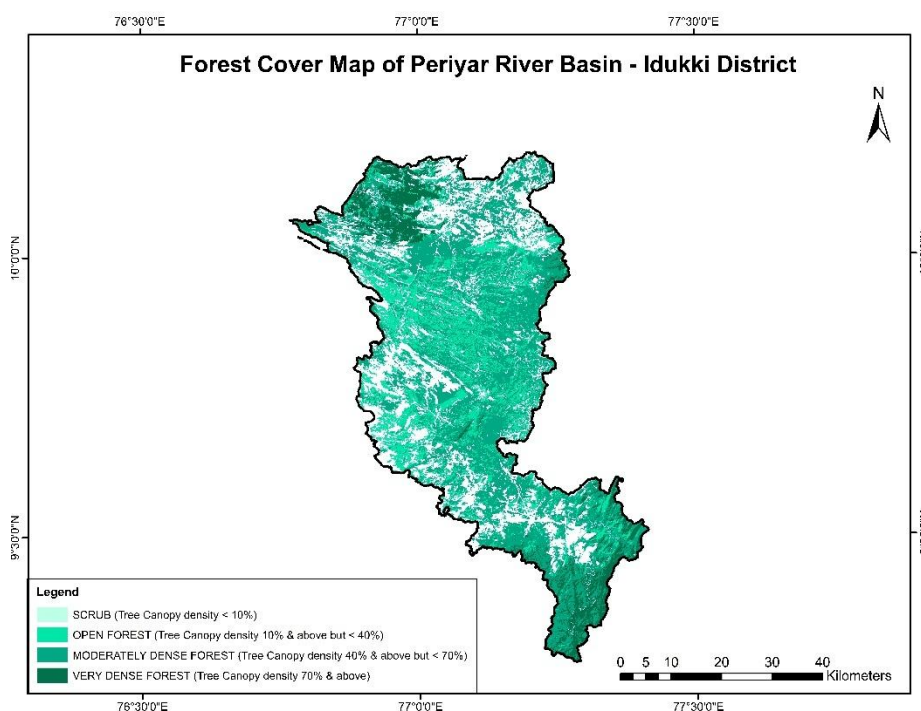 76°30'0"E 77°0'0"E 77°30'0"E
Forest Cover Map of Periyar River Basin - Idukki District
N
10°0'0"N
9°30'0"N
Legend
SCRUB (Tree Canopy density < 10%)
OPEN FOREST (Tree Canopy density 10% & above but < 40%)
MODERATELY DENSE FOREST (Tree Canopy density 40% & above but < 70%)
VERY DENSE FOREST (Tree Canopy density 70% & above)
0 5 10 20 30 40
Kilometers
76°30'0"E 77°0'0"E 77°30'0"E